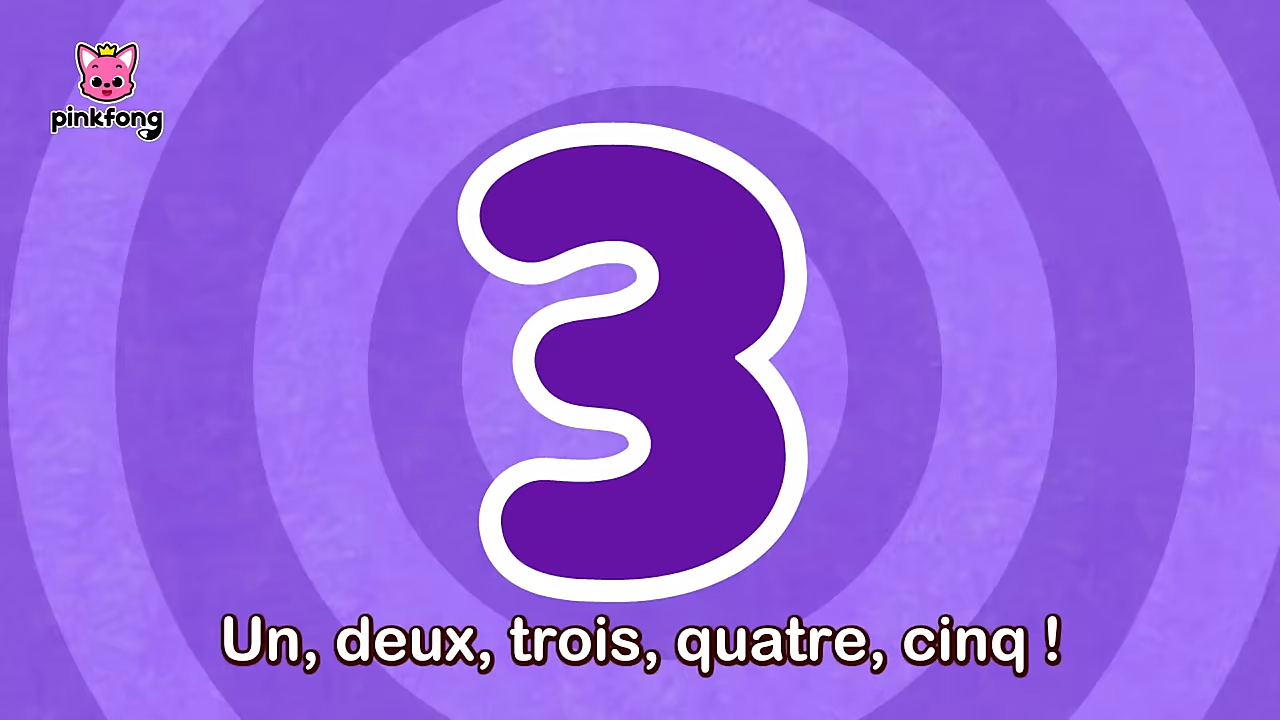 pinkfong
3
Un, deux, trois, quatre, cinq !